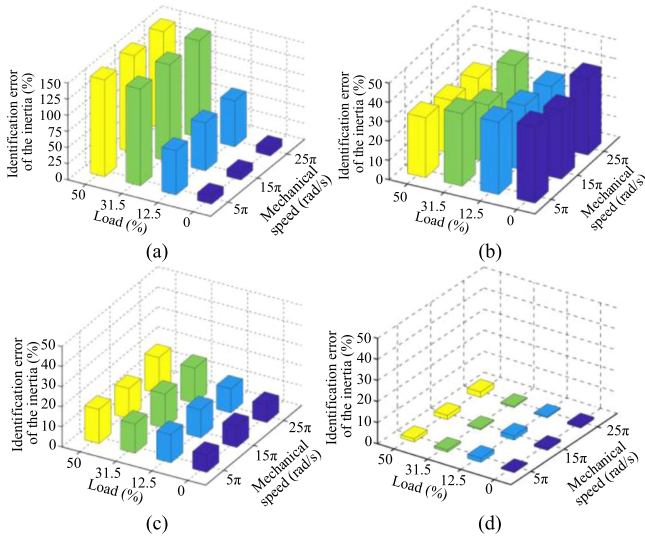 Identification error
of the inertia (%)
150
125
100
75
50
25
0
50
31.5
12.5
0
Load (%)
5π
15π
25π
Mechanical
speed (rad/s)
(a)
Identification error
of the inertia (%)
50
40
30
20
10
0
50
31.5
12.5
0
Load (%)
5π
15π
25π
Mechanical
speed (rad/s)
(b)
Identification error
of the inertia (%)
50
40
30
20
10
0
50
31.5
12.5
0
Load (%)
5π
15π
25π
Mechanical
speed (rad/s)
(c)
Identification error
of the inertia (%)
50
40
30
20
10
0
50
31.5
12.5
0
Load (%)
5π
15π
25π
Mechanical
speed (rad/s)
(d)